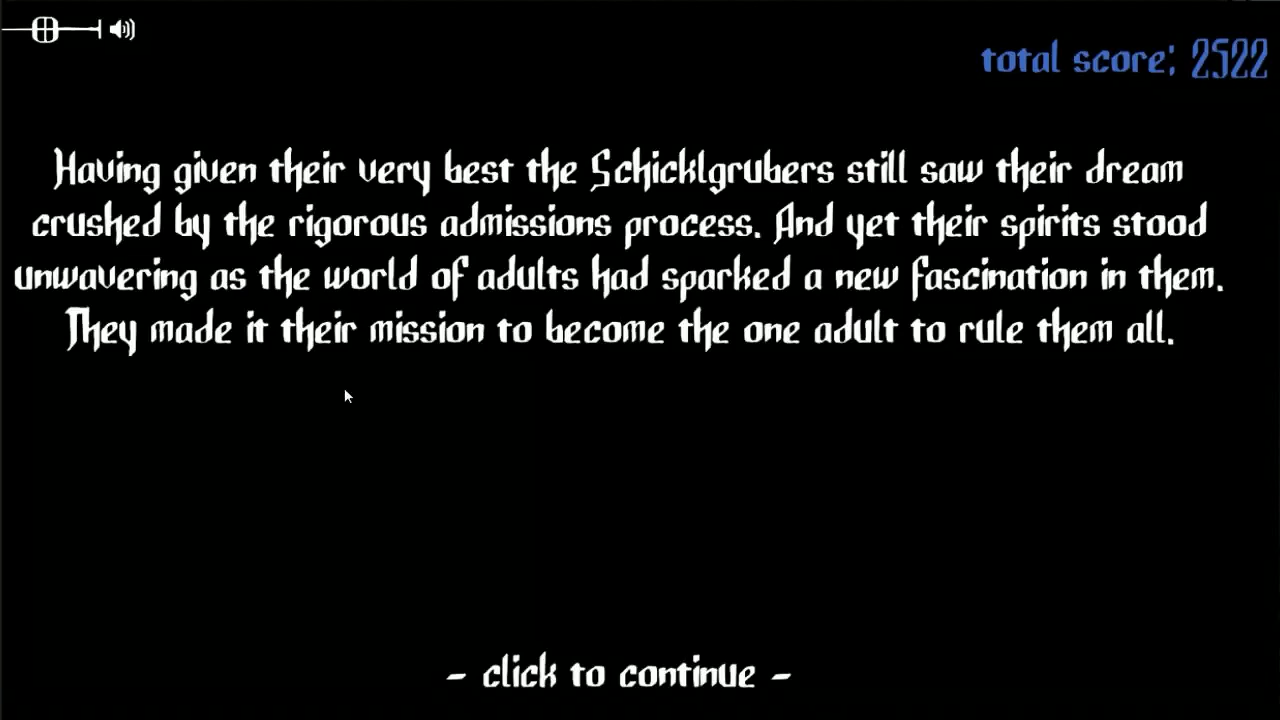 total score: 2522
Having given their very best the Schicklgrubers still saw their dream
crushed by the rigorous admissions process. And yet their spirits stood
unwavering as the world of adults had sparked a new fascination in them.
They made it their mission to become the one adult to rule them all.
- click to continue -